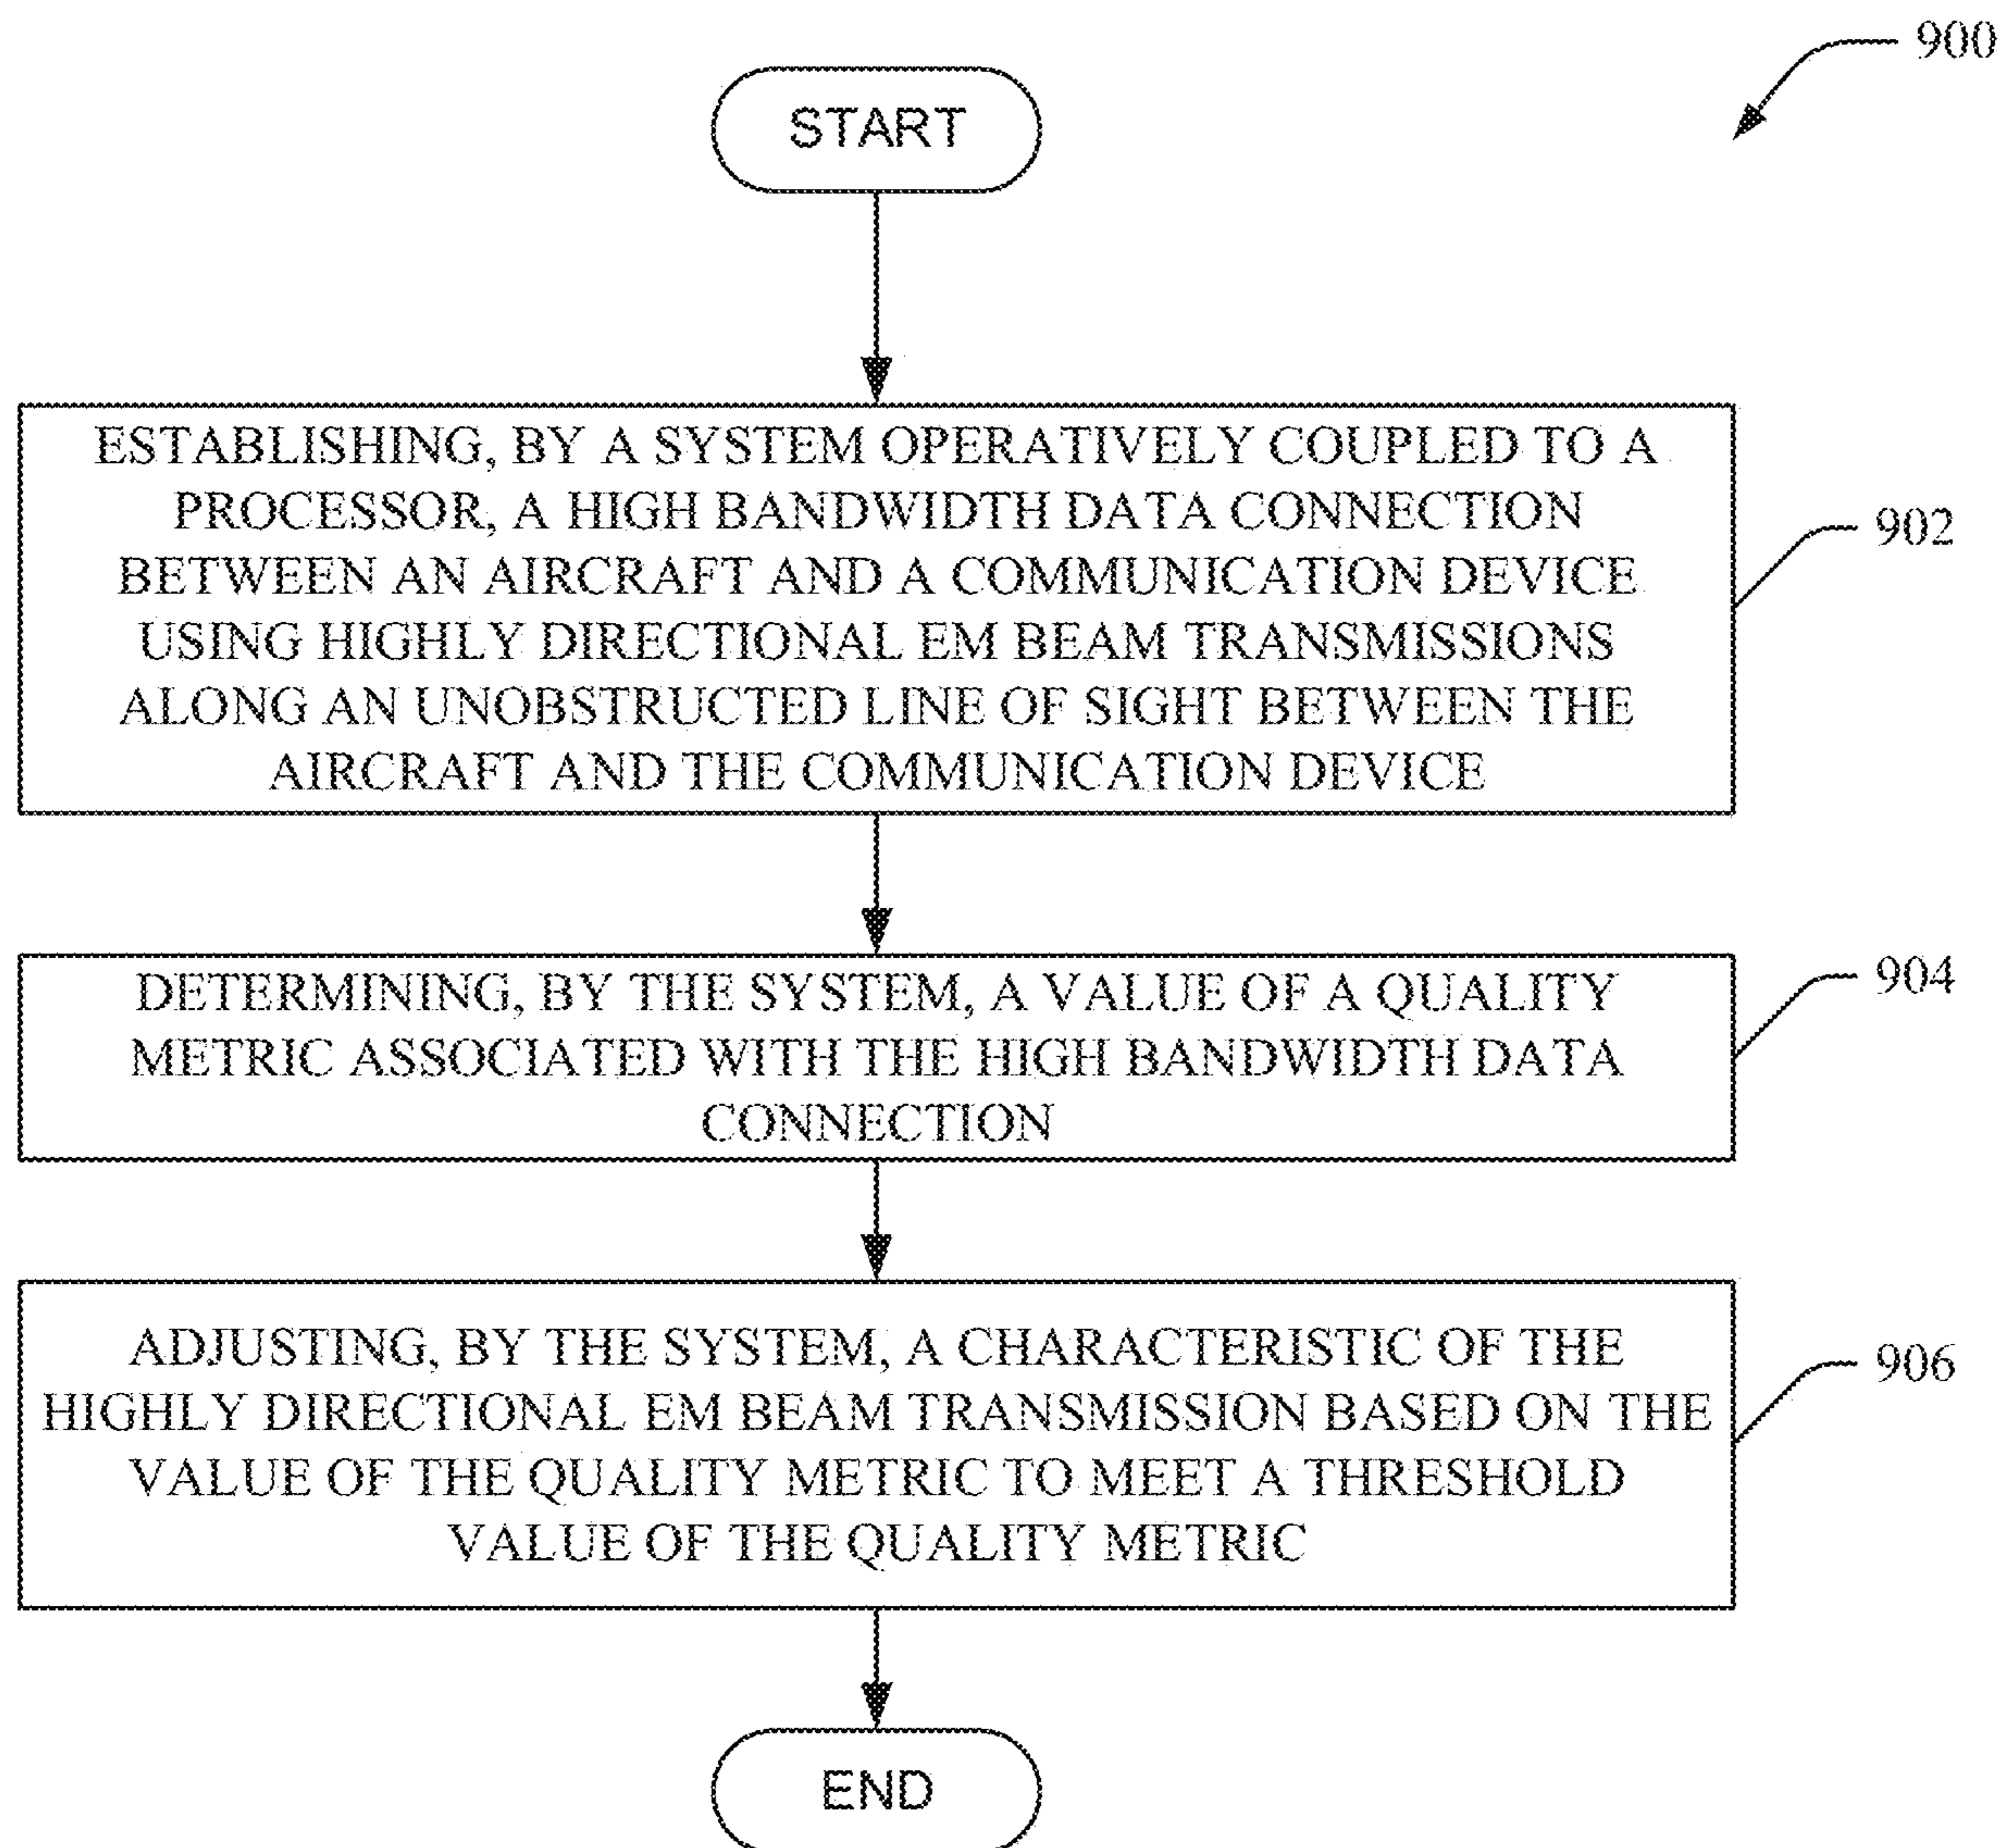 900
START
ESTABLISHING, BY A SYSTEM OPERATIVELY COUPLED TO A
PROCESSOR, A HIGH BANDWIDTH DATA CONNECTION
BETWEEN AN AIRCRAFT AND A COMMUNICATION DEVICE
USING HIGHLY DIRECTIONAL EM BEAM TRANSMISSIONS
ALONG AN UNOBSTRUCTED LINE OF SIGHT BETWEEN THE
AIRCRAFT AND THE COMMUNICATION DEVICE
902
DETERMINING, BY THE SYSTEM, A VALUE OF A QUALITY
METRIC ASSOCIATED WITH THE HIGH BANDWIDTH DATA
CONNECTION
904
ADJUSTING, BY THE SYSTEM, A CHARACTERISTIC OF THE
HIGHLY DIRECTIONAL EM BEAM TRANSMISSION BASED ON THE
VALUE OF THE QUALITY METRIC TO MEET A THRESHOLD
VALUE OF THE QUALITY METRIC
906
END